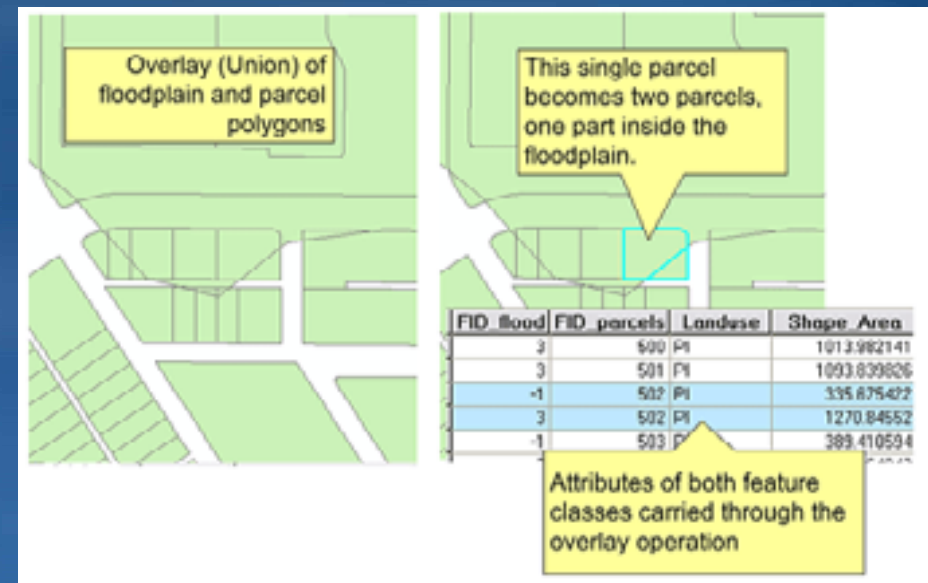 Overlay (Union) of
floodplain and parcel
polygons
This single parcel
becomes two parcels,
one part inside the
floodplain.
FID_flood FID_parcels Landuse Shape_Area
3 500 PI 1013.982141
3 501 PI 1093.839826
-1 502 PI 335.675422
3 502 PI 1270.84552
-1 503 389.410594
Attributes of both feature
classes carried through the
overlay operation